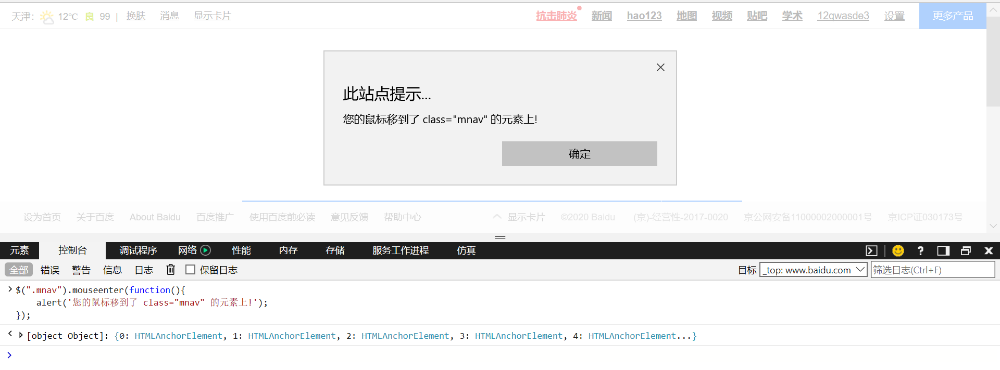 天津： 12℃ 良 99 | 换肤 消息 显示卡片 抗击肺炎 新闻 hao123 地图 视频 贴吧 学术 12qwasde3 设置 更多产品
此站点提示...
您的鼠标移到了 class="mnav" 的元素上!
确定
设为首页 关于百度 About Baidu 百度推广 使用百度前必读 意见反馈 帮助中心 显示卡片 ©2020 Baidu (京)-经营性-2017-0020 京公网安备11000002000001号 京ICP证030173号
元素 控制台 调试程序 网络 性能 内存 存储 服务工作进程 仿真
全部 错误 警告 信息 日志 保留日志 目标 _top: www.baidu.com 筛选日志(Ctrl+F)
$(".mnav").mouseenter(function(){
alert('您的鼠标移到了 class="mnav" 的元素上!');
});
[object Object]: {0: HTMLAnchorElement, 1: HTMLAnchorElement, 2: HTMLAnchorElement, 3: HTMLAnchorElement, 4: HTMLAnchorElement...}